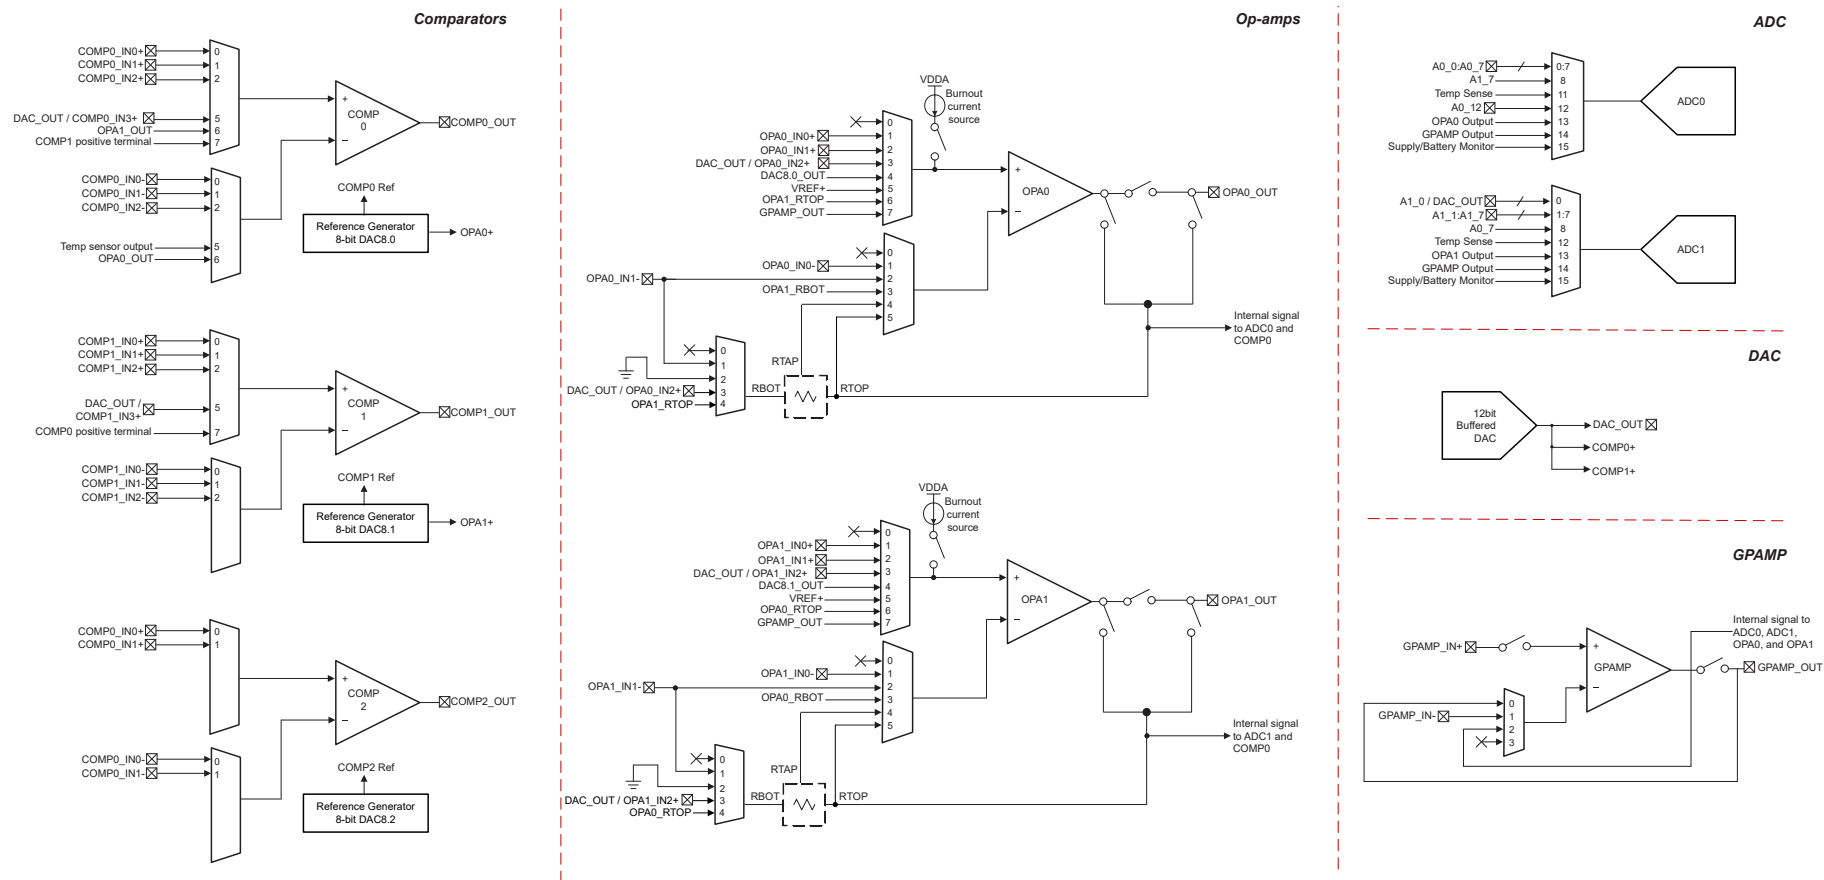 Comparators
COMP0_IN0+
COMP0_IN1+
COMP0_IN2+
DAC_OUT / COMP0_IN3+
OPA1_OUT
COMP1 positive terminal
0
1
2
5
6
7
+
COMP
0
−
COMP0_OUT
COMP0_IN0-
COMP0_IN1-
COMP0_IN2-
Temp sensor output
OPA0_OUT
0
1
2
5
6
COMP0 Ref
Reference Generator
8-bit DAC8.0
OPA0+
COMP1_IN0+
COMP1_IN1+
COMP1_IN2+
DAC_OUT /
COMP1_IN3+
COMP0 positive terminal
0
1
2
5
7
+
COMP
1
−
COMP1_OUT
COMP1_IN0-
COMP1_IN1-
COMP1_IN2-
0
1
2
COMP1 Ref
Reference Generator
8-bit DAC8.1
OPA1+
COMP0_IN0+
COMP0_IN1+
0
1
+
COMP
2
−
COMP2_OUT
COMP0_IN0-
COMP0_IN1-
0
1
COMP2 Ref
Reference Generator
8-bit DAC8.2
Op-amps
VDDA
Burnout
current
source
OPA0_IN0+
OPA0_IN1+
DAC_OUT / OPA0_IN2+
DAC8.0_OUT
VREF+
OPA1_RTOP
GPAMP_OUT
0
1
2
3
4
5
6
7
+
OPA0
−
OPA0_OUT
OPA0_IN0-
OPA0_IN1-
OPA1_RBOT
0
1
2
3
4
5
Internal signal
to ADC0 and
COMP0
DAC_OUT / OPA0_IN2+
OPA1_RTOP
0
1
2
3
4
RBOT
RTAP
RTOP
VDDA
Burnout
current
source
OPA1_IN0+
OPA1_IN1+
DAC_OUT / OPA1_IN2+
DAC8.1_OUT
VREF+
OPA0_RTOP
GPAMP_OUT
0
1
2
3
4
5
6
7
+
OPA1
−
OPA1_OUT
OPA1_IN0-
OPA1_IN1-
OPA0_RBOT
0
1
2
3
4
5
Internal signal
to ADC1 and
COMP0
DAC_OUT / OPA1_IN2+
OPA0_RTOP
0
1
2
3
4
RBOT
RTAP
RTOP
ADC
A0_0:A0_7
A1_7
Temp Sense
A0_12
OPA0 Output
GPAMP Output
Supply/Battery Monitor
0:7
8
11
12
13
14
15
ADC0
A1_0 / DAC_OUT
A1_1:A1_7
A0_7
Temp Sense
OPA1 Output
GPAMP Output
Supply/Battery Monitor
0
1:7
8
12
13
14
15
ADC1
DAC
12bit
Buffered
DAC
DAC_OUT
COMP0+
COMP1+
GPAMP
Internal signal to
ADC0, ADC1,
OPA0, and OPA1
GPAMP_IN+
+
GPAMP
−
GPAMP_OUT
GPAMP_IN-
0
1
2
3